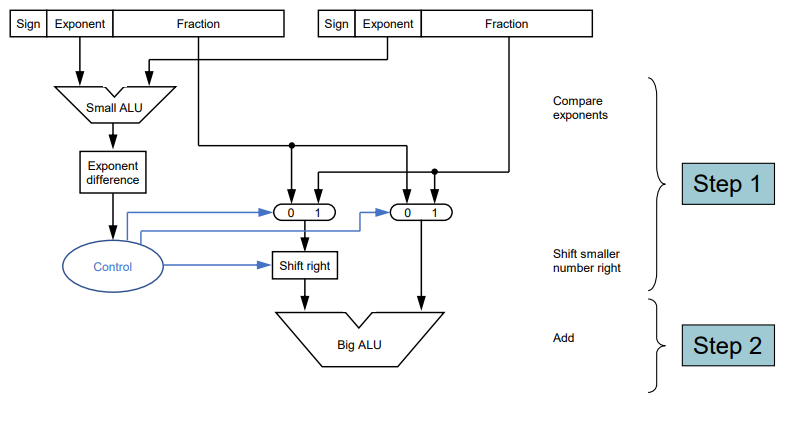 Sign Exponent Fraction Sign Exponent Fraction
Small ALU
Compare
exponents
Exponent
difference
Step 1
0 1 0 1
Control
Shift right
Shift smaller
number right
Big ALU
Add
Step 2